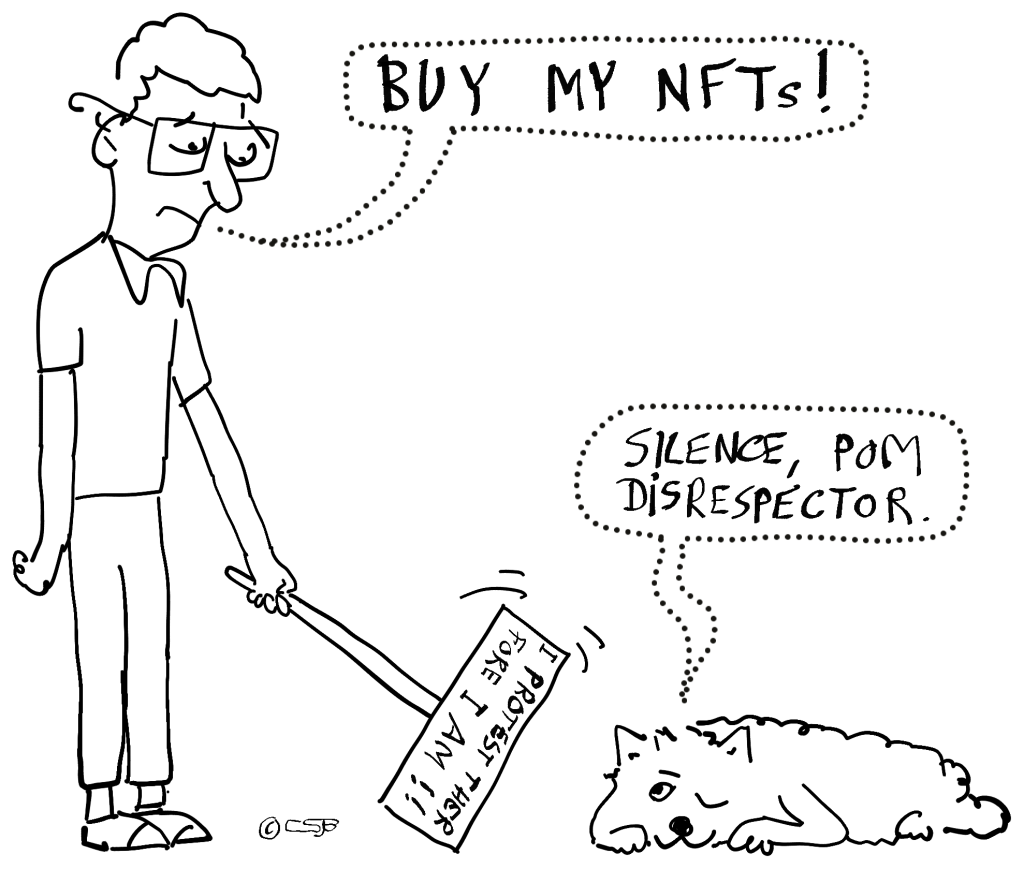 BUY MY NFTs!
SILENCE, POM
DISRESPECTOR.
I PROTEST THER
FORE I AM!!
© CSB